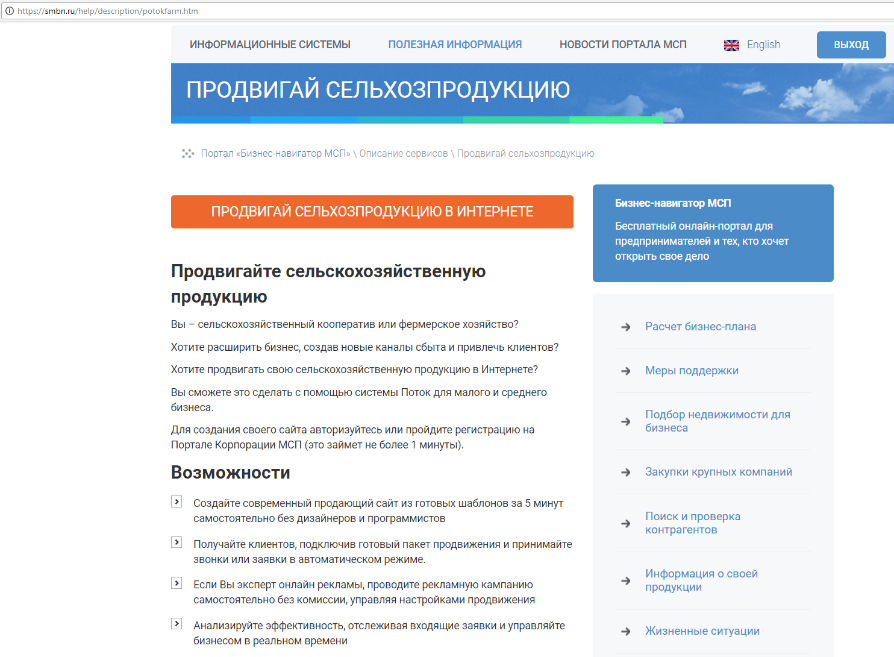 https://smbn.ru/help/description/potokfarm.htm
ИНФОРМАЦИОННЫЕ СИСТЕМЫ ПОЛЕЗНАЯ ИНФОРМАЦИЯ НОВОСТИ ПОРТАЛА МСП English ВЫХОД
ПРОДВИГАЙ СЕЛЬХОЗПРОДУКЦИЮ
Портал «Бизнес-навигатор МСП» \ Описание сервисов \ Продвигай сельхозпродукцию
ПРОДВИГАЙ СЕЛЬХОЗПРОДУКЦИЮ В ИНТЕРНЕТЕ
Продвигайте сельскохозяйственную
продукцию
Вы – сельскохозяйственный кооператив или фермерское хозяйство?
Хотите расширить бизнес, создав новые каналы сбыта и привлечь клиентов?
Хотите продвигать свою сельскохозяйственную продукцию в Интернете?
Вы сможете это сделать с помощью системы Поток для малого и среднего
бизнеса.
Для создания своего сайта авторизуйтесь или пройдите регистрацию на
Портале Корпорации МСП (это займет не более 1 минуты).
Возможности
Создайте современный продающий сайт из готовых шаблонов за 5 минут
самостоятельно без дизайнеров и программистов
Получайте клиентов, подключив готовый пакет продвижения и принимайте
звонки или заявки в автоматическом режиме.
Если Вы эксперт онлайн рекламы, проводите рекламную кампанию
самостоятельно без комиссии, управляя настройками продвижения
Анализируйте эффективность, отслеживая входящие заявки и управляйте
бизнесом в реальном времени
Бизнес-навигатор МСП
Бесплатный онлайн-портал для
предпринимателей и тех, кто хочет
открыть свое дело
Расчет бизнес-плана
Меры поддержки
Подбор недвижимости для
бизнеса
Закупки крупных компаний
Поиск и проверка
контрагентов
Информация о своей
продукции
Жизненные ситуации